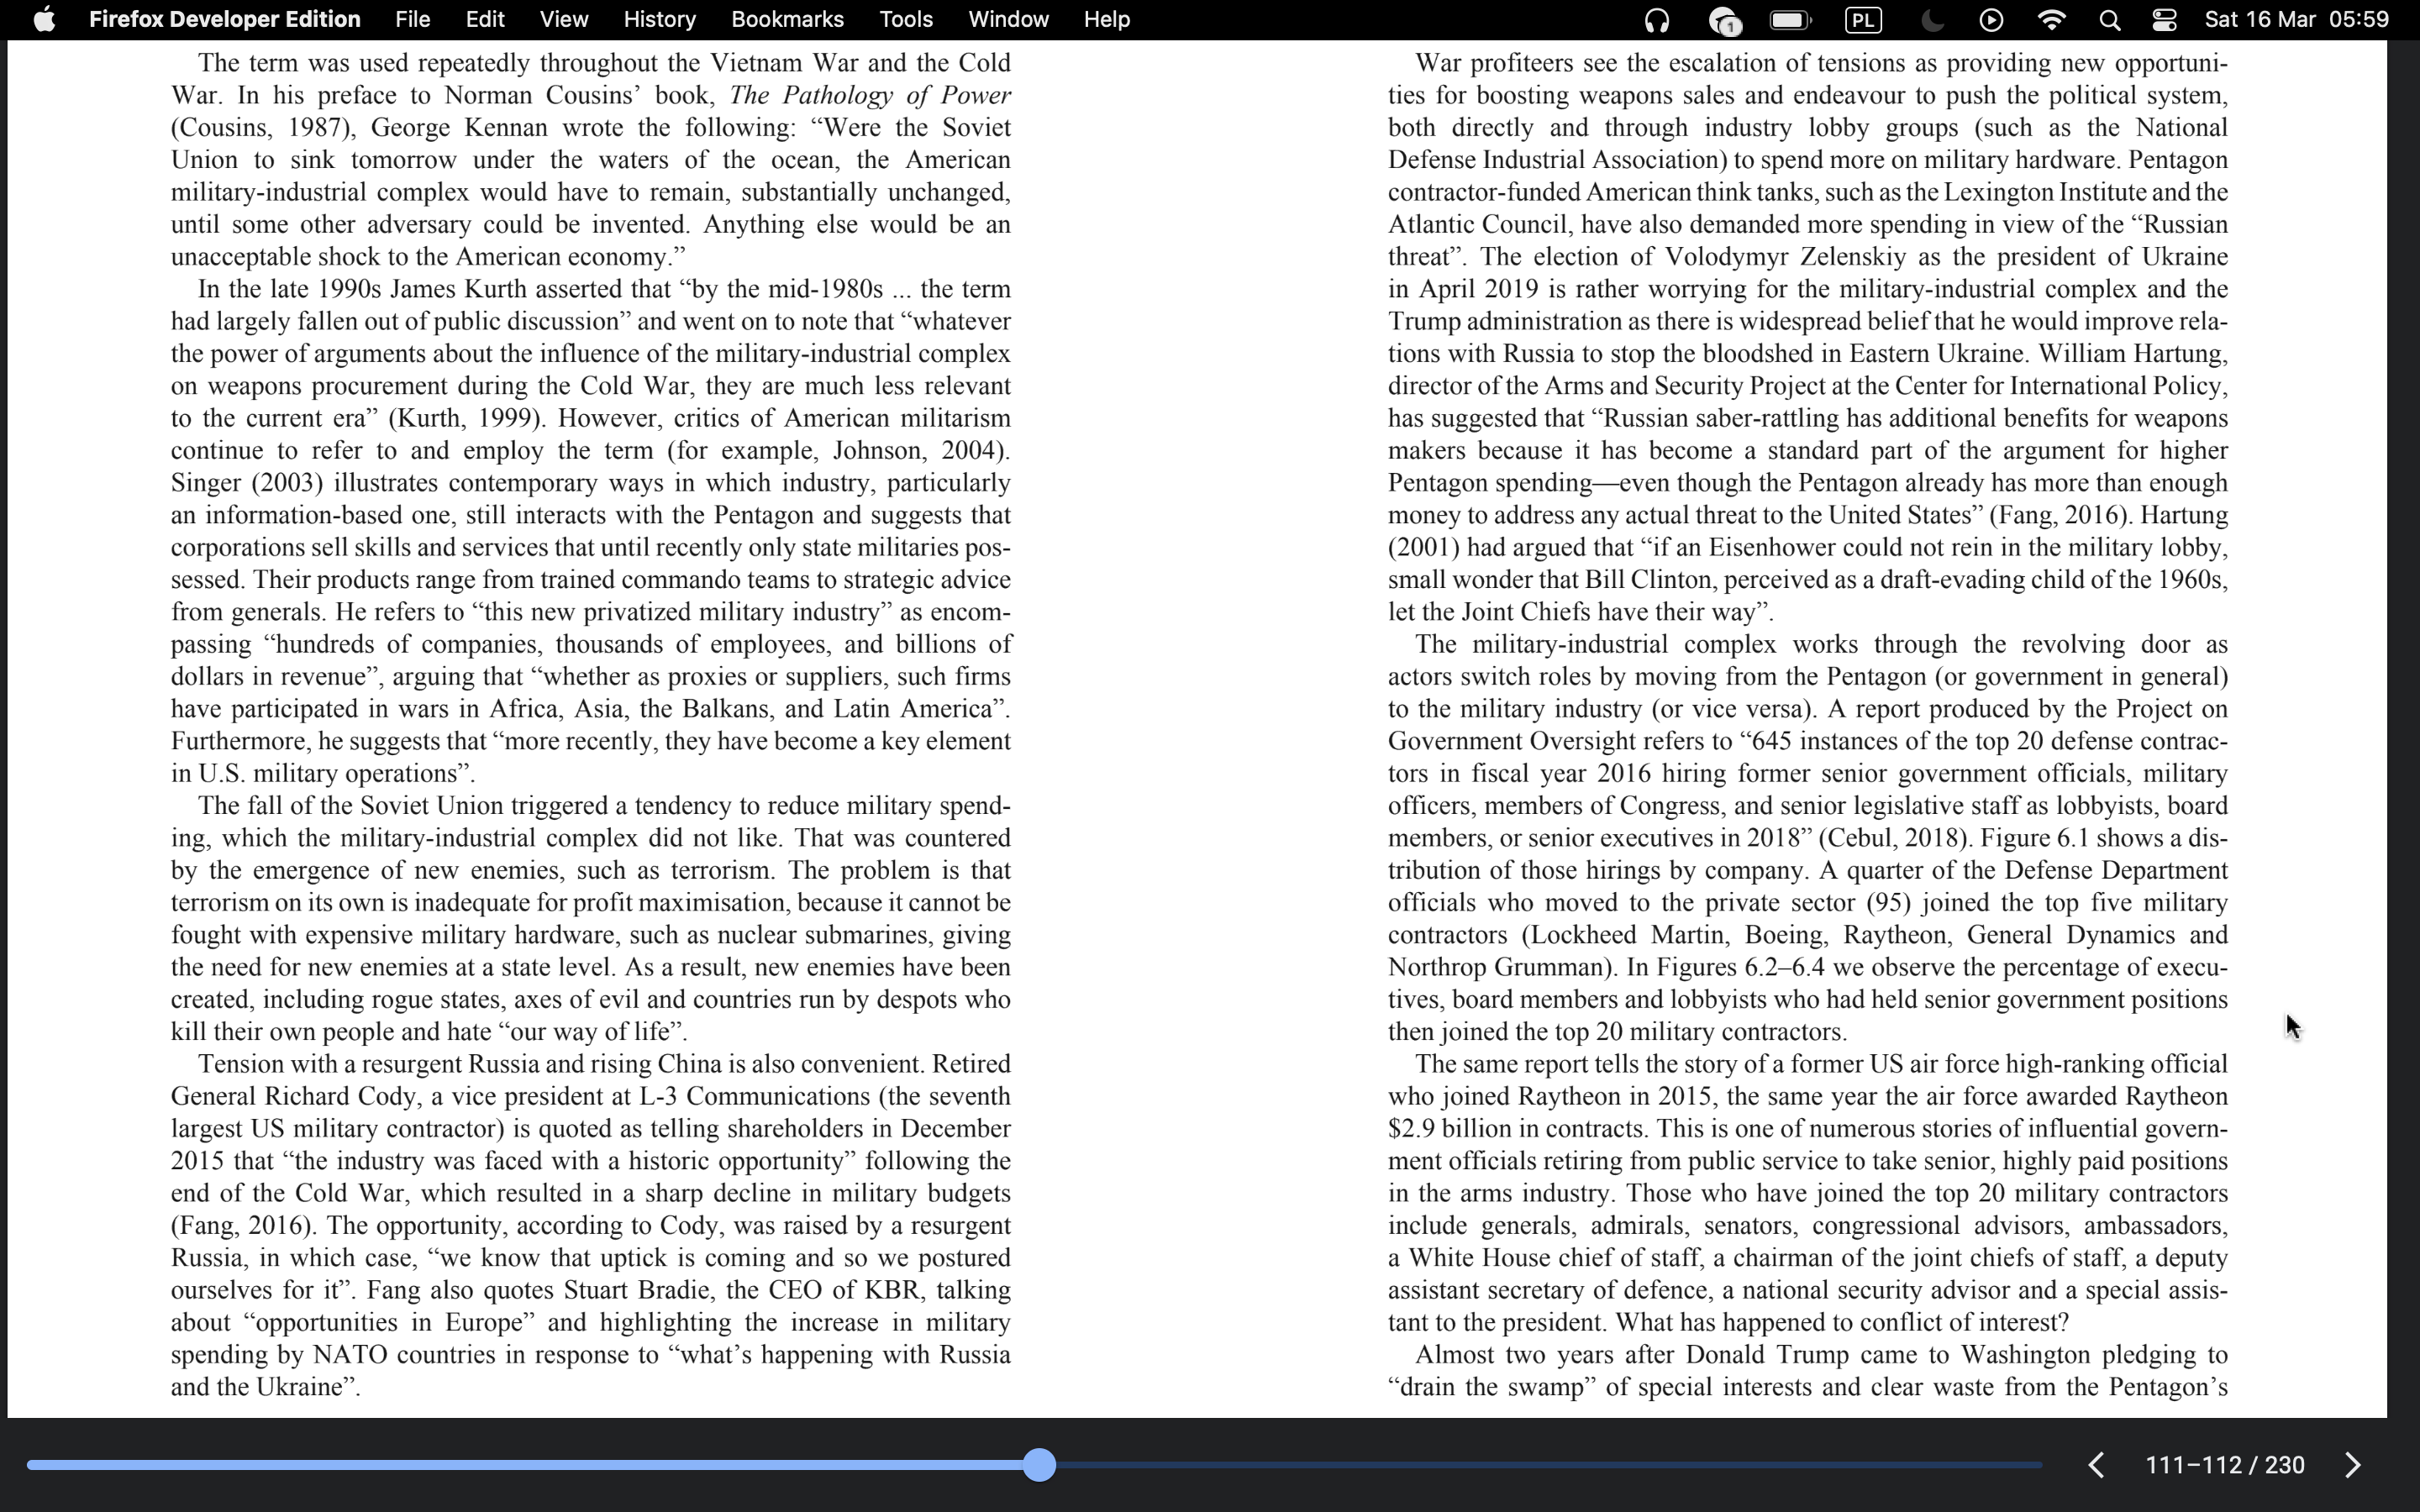 Firefox Developer Edition File Edit View History Bookmarks Tools Window Help 1 PL Sat 16 Mar 05:59
The term was used repeatedly throughout the Vietnam War and the Cold
War. In his preface to Norman Cousins’ book, The Pathology of Power
(Cousins, 1987), George Kennan wrote the following: “Were the Soviet
Union to sink tomorrow under the waters of the ocean, the American
military-industrial complex would have to remain, substantially unchanged,
until some other adversary could be invented. Anything else would be an
unacceptable shock to the American economy.”
In the late 1990s James Kurth asserted that “by the mid-1980s ... the term
had largely fallen out of public discussion” and went on to note that “whatever
the power of arguments about the influence of the military-industrial complex
on weapons procurement during the Cold War, they are much less relevant
to the current era” (Kurth, 1999). However, critics of American militarism
continue to refer to and employ the term (for example, Johnson, 2004).
Singer (2003) illustrates contemporary ways in which industry, particularly
an information-based one, still interacts with the Pentagon and suggests that
corporations sell skills and services that until recently only state militaries pos-
sessed. Their products range from trained commando teams to strategic advice
from generals. He refers to “this new privatized military industry” as encom-
passing “hundreds of companies, thousands of employees, and billions of
dollars in revenue”, arguing that “whether as proxies or suppliers, such firms
have participated in wars in Africa, Asia, the Balkans, and Latin America”.
Furthermore, he suggests that “more recently, they have become a key element
in U.S. military operations”.
The fall of the Soviet Union triggered a tendency to reduce military spend-
ing, which the military-industrial complex did not like. That was countered
by the emergence of new enemies, such as terrorism. The problem is that
terrorism on its own is inadequate for profit maximisation, because it cannot be
fought with expensive military hardware, such as nuclear submarines, giving
the need for new enemies at a state level. As a result, new enemies have been
created, including rogue states, axes of evil and countries run by despots who
kill their own people and hate “our way of life”.
Tension with a resurgent Russia and rising China is also convenient. Retired
General Richard Cody, a vice president at L-3 Communications (the seventh
largest US military contractor) is quoted as telling shareholders in December
2015 that “the industry was faced with a historic opportunity” following the
end of the Cold War, which resulted in a sharp decline in military budgets
(Fang, 2016). The opportunity, according to Cody, was raised by a resurgent
Russia, in which case, “we know that uptick is coming and so we postured
ourselves for it”. Fang also quotes Stuart Bradie, the CEO of KBR, talking
about “opportunities in Europe” and highlighting the increase in military
spending by NATO countries in response to “what’s happening with Russia
and the Ukraine”.
War profiteers see the escalation of tensions as providing new opportuni-
ties for boosting weapons sales and endeavour to push the political system,
both directly and through industry lobby groups (such as the National
Defense Industrial Association) to spend more on military hardware. Pentagon
contractor-funded American think tanks, such as the Lexington Institute and the
Atlantic Council, have also demanded more spending in view of the “Russian
threat”. The election of Volodymyr Zelenskiy as the president of Ukraine
in April 2019 is rather worrying for the military-industrial complex and the
Trump administration as there is widespread belief that he would improve rela-
tions with Russia to stop the bloodshed in Eastern Ukraine. William Hartung,
director of the Arms and Security Project at the Center for International Policy,
has suggested that “Russian saber-rattling has additional benefits for weapons
makers because it has become a standard part of the argument for higher
Pentagon spending—even though the Pentagon already has more than enough
money to address any actual threat to the United States” (Fang, 2016). Hartung
(2001) had argued that “if an Eisenhower could not rein in the military lobby,
small wonder that Bill Clinton, perceived as a draft-evading child of the 1960s,
let the Joint Chiefs have their way”.
The military-industrial complex works through the revolving door as
actors switch roles by moving from the Pentagon (or government in general)
to the military industry (or vice versa). A report produced by the Project on
Government Oversight refers to “645 instances of the top 20 defense contrac-
tors in fiscal year 2016 hiring former senior government officials, military
officers, members of Congress, and senior legislative staff as lobbyists, board
members, or senior executives in 2018” (Cebul, 2018). Figure 6.1 shows a dis-
tribution of those hirings by company. A quarter of the Defense Department
officials who moved to the private sector (95) joined the top five military
contractors (Lockheed Martin, Boeing, Raytheon, General Dynamics and
Northrop Grumman). In Figures 6.2–6.4 we observe the percentage of execu-
tives, board members and lobbyists who had held senior government positions
then joined the top 20 military contractors.
The same report tells the story of a former US air force high-ranking official
who joined Raytheon in 2015, the same year the air force awarded Raytheon
$2.9 billion in contracts. This is one of numerous stories of influential govern-
ment officials retiring from public service to take senior, highly paid positions
in the arms industry. Those who have joined the top 20 military contractors
include generals, admirals, senators, congressional advisors, ambassadors,
a White House chief of staff, a chairman of the joint chiefs of staff, a deputy
assistant secretary of defence, a national security advisor and a special assis-
tant to the president. What has happened to conflict of interest?
Almost two years after Donald Trump came to Washington pledging to
“drain the swamp” of special interests and clear waste from the Pentagon’s
111–112 / 230